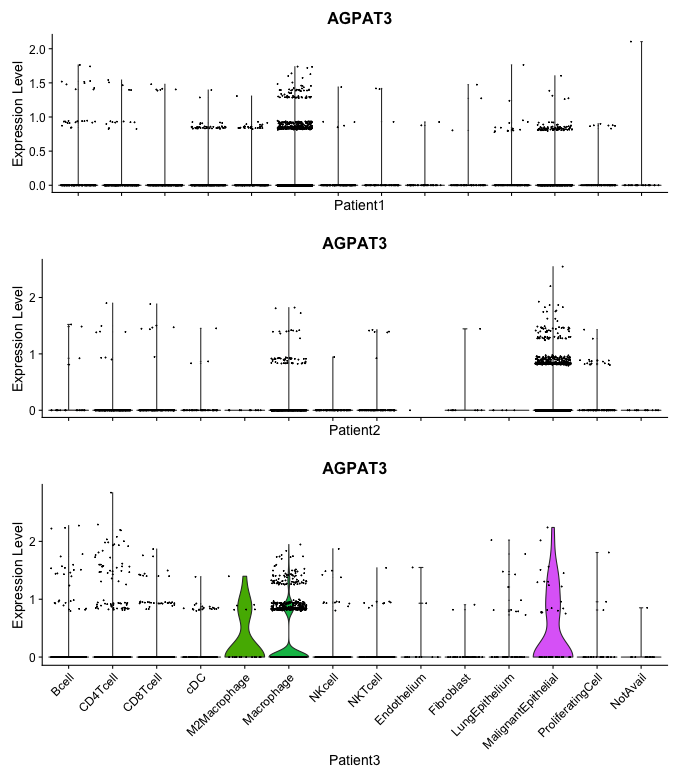 AGPAT3
Expression Level
2.0
1.5
1.0
0.5
0.0
Patient1
AGPAT3
Expression Level
2
1
0
Patient2
AGPAT3
Expression Level
2
1
0
Bcell
CD4Tcell
CD8Tcell
cDC
M2Macrophage
Macrophage
NKcell
NKTcell
Endothelium
Fibroblast
LungEpithelium
MalignantEpithelial
ProliferatingCell
NotAvail
Patient3